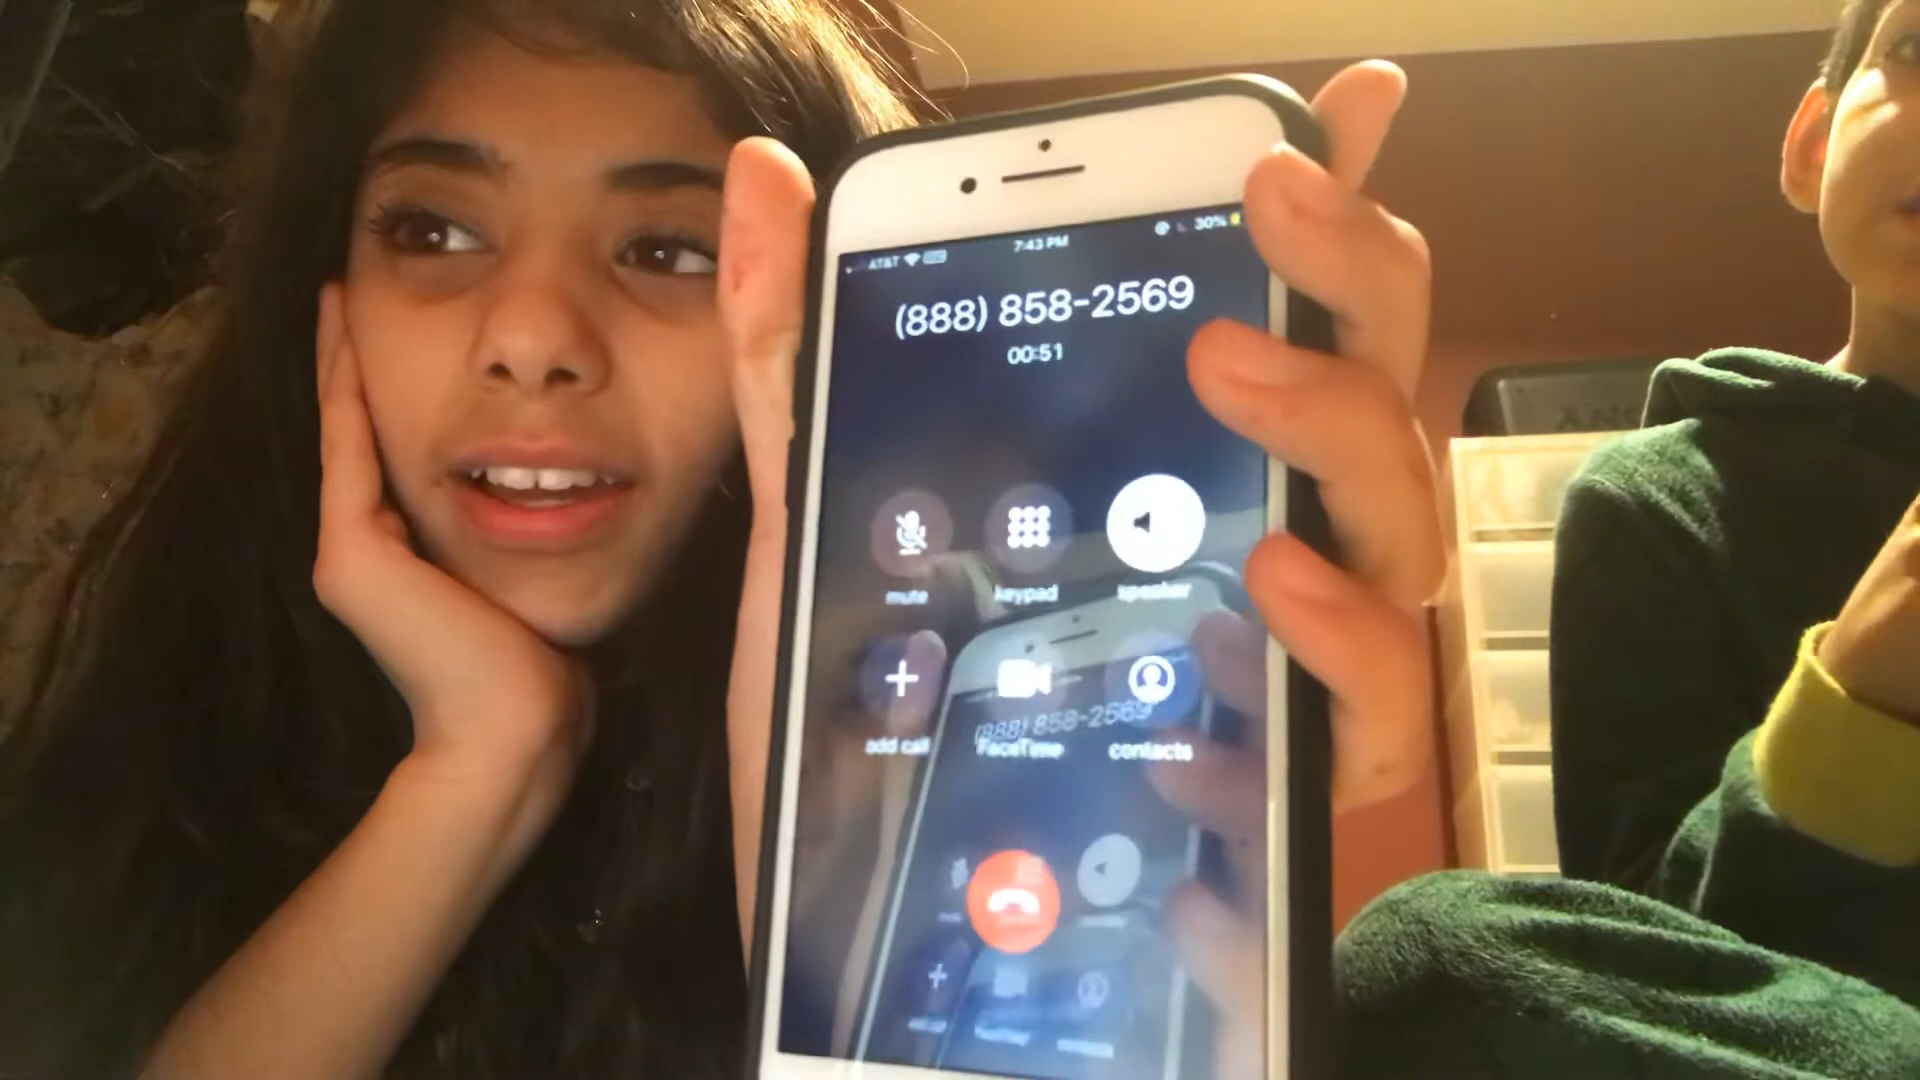 AT&T 7:43 PM 30%
(888) 858-2569
00:51
mute keypad speaker
add call FaceTime contacts
(888) 858-2569